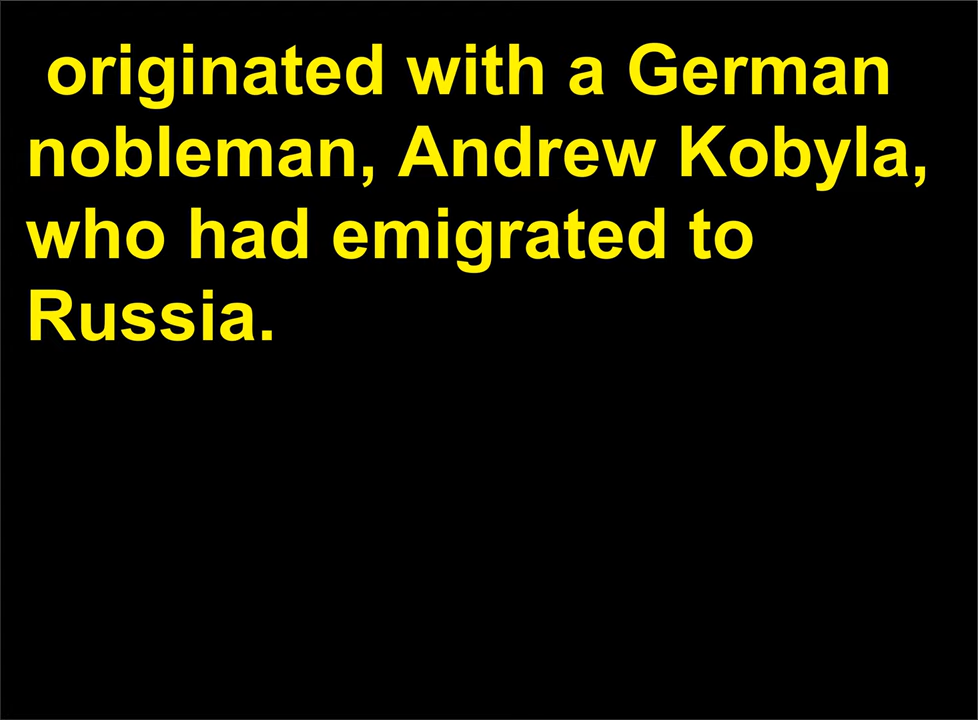 originated with a German
nobleman, Andrew Kobyla,
who had emigrated to
Russia.